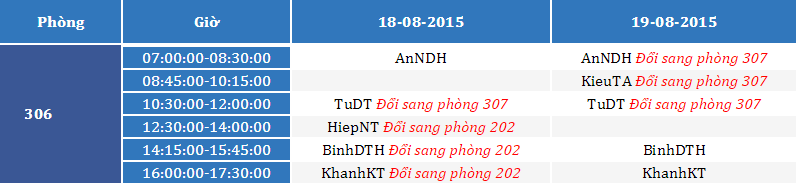 Phòng Giờ 18-08-2015 19-08-2015
306
07:00:00-08:30:00 AnNDH AnNDH Đổi sang phòng 307
08:45:00-10:15:00 KieuTA Đổi sang phòng 307
10:30:00-12:00:00 TuDT Đổi sang phòng 307 TuDT Đổi sang phòng 307
12:30:00-14:00:00 HiepNT Đổi sang phòng 202
14:15:00-15:45:00 BinhDTH Đổi sang phòng 202 BinhDTH
16:00:00-17:30:00 KhanhKT Đổi sang phòng 202 KhanhKT